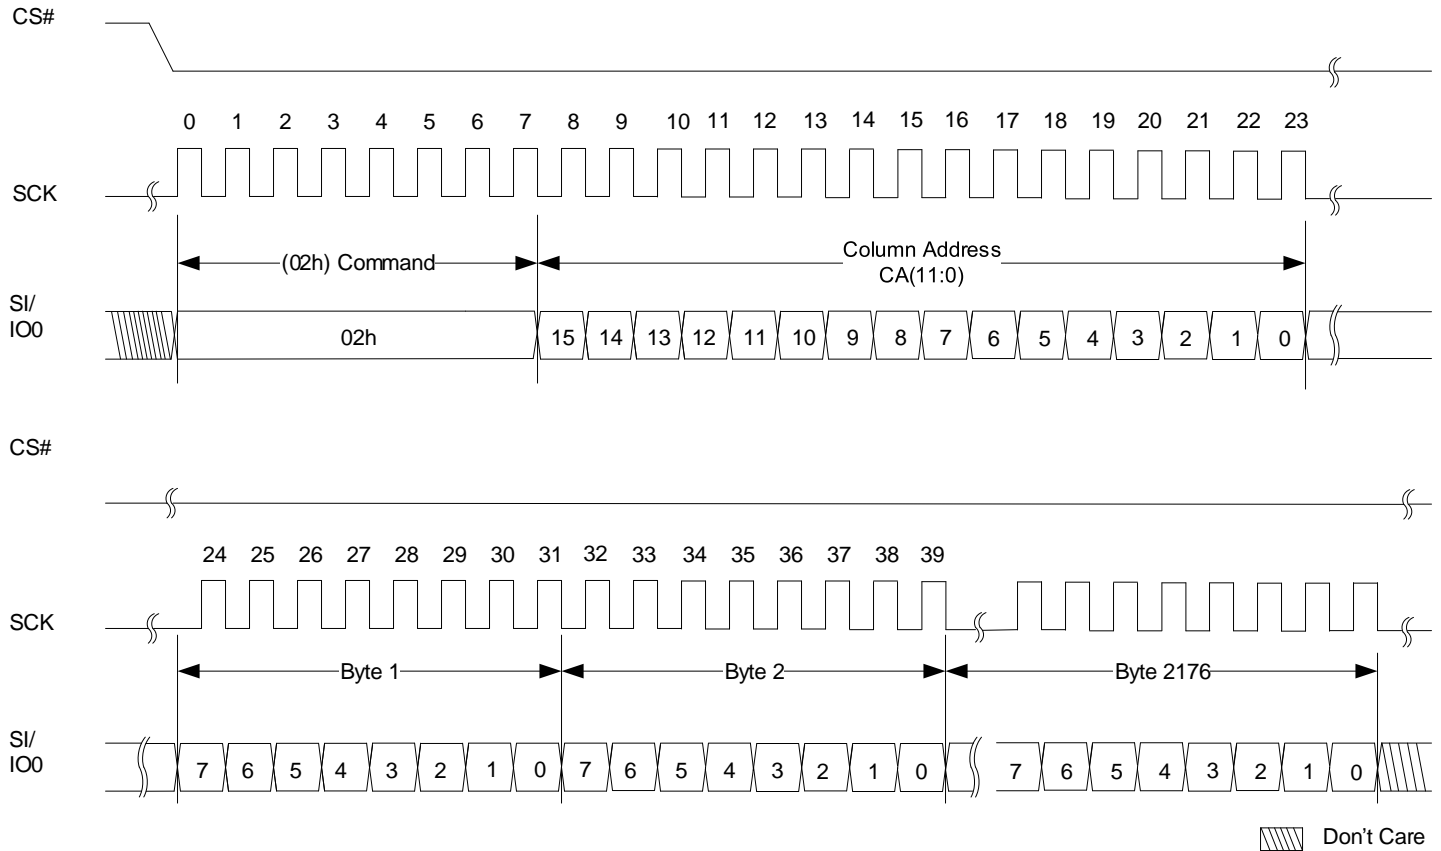 CS#
0 1 2 3 4 5 6 7 8 9 10 11 12 13 14 15 16 17 18 19 20 21 22 23
SCK
(02h) Command
Column Address
CA(11:0)
SI/
IO0
02h 15 14 13 12 11 10 9 8 7 6 5 4 3 2 1 0
CS#
24 25 26 27 28 29 30 31 32 33 34 35 36 37 38 39
SCK
Byte 1 Byte 2 Byte 2176
SI/
IO0
7 6 5 4 3 2 1 0 7 6 5 4 3 2 1 0 7 6 5 4 3 2 1 0
Don't Care